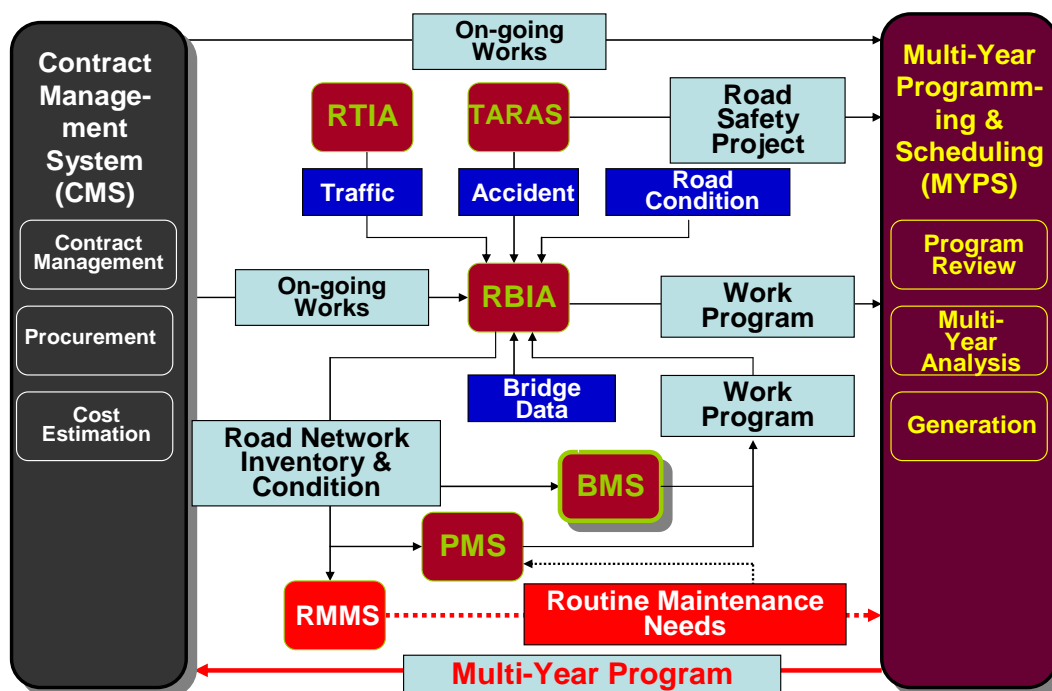 Contract
Manage-
ment
System
(CMS)
Contract
Management
Procurement
Cost
Estimation
On-going
Works
RTIA
TARAS
Road
Safety
Project
Traffic
Accident
Road
Condition
On-going
Works
RBIA
Work
Program
Bridge
Data
Work
Program
Road Network
Inventory &
Condition
BMS
PMS
RMMS
Routine Maintenance
Needs
Multi-Year Program
Multi-Year
Programm-
ing &
Scheduling
(MYPS)
Program
Review
Multi-
Year
Analysis
Generation